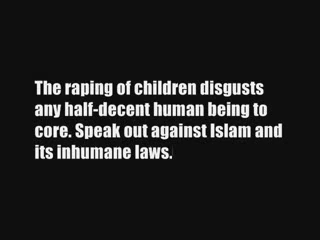 The raping of children disgusts
any half-decent human being to
core. Speak out against Islam and
its inhumane laws.